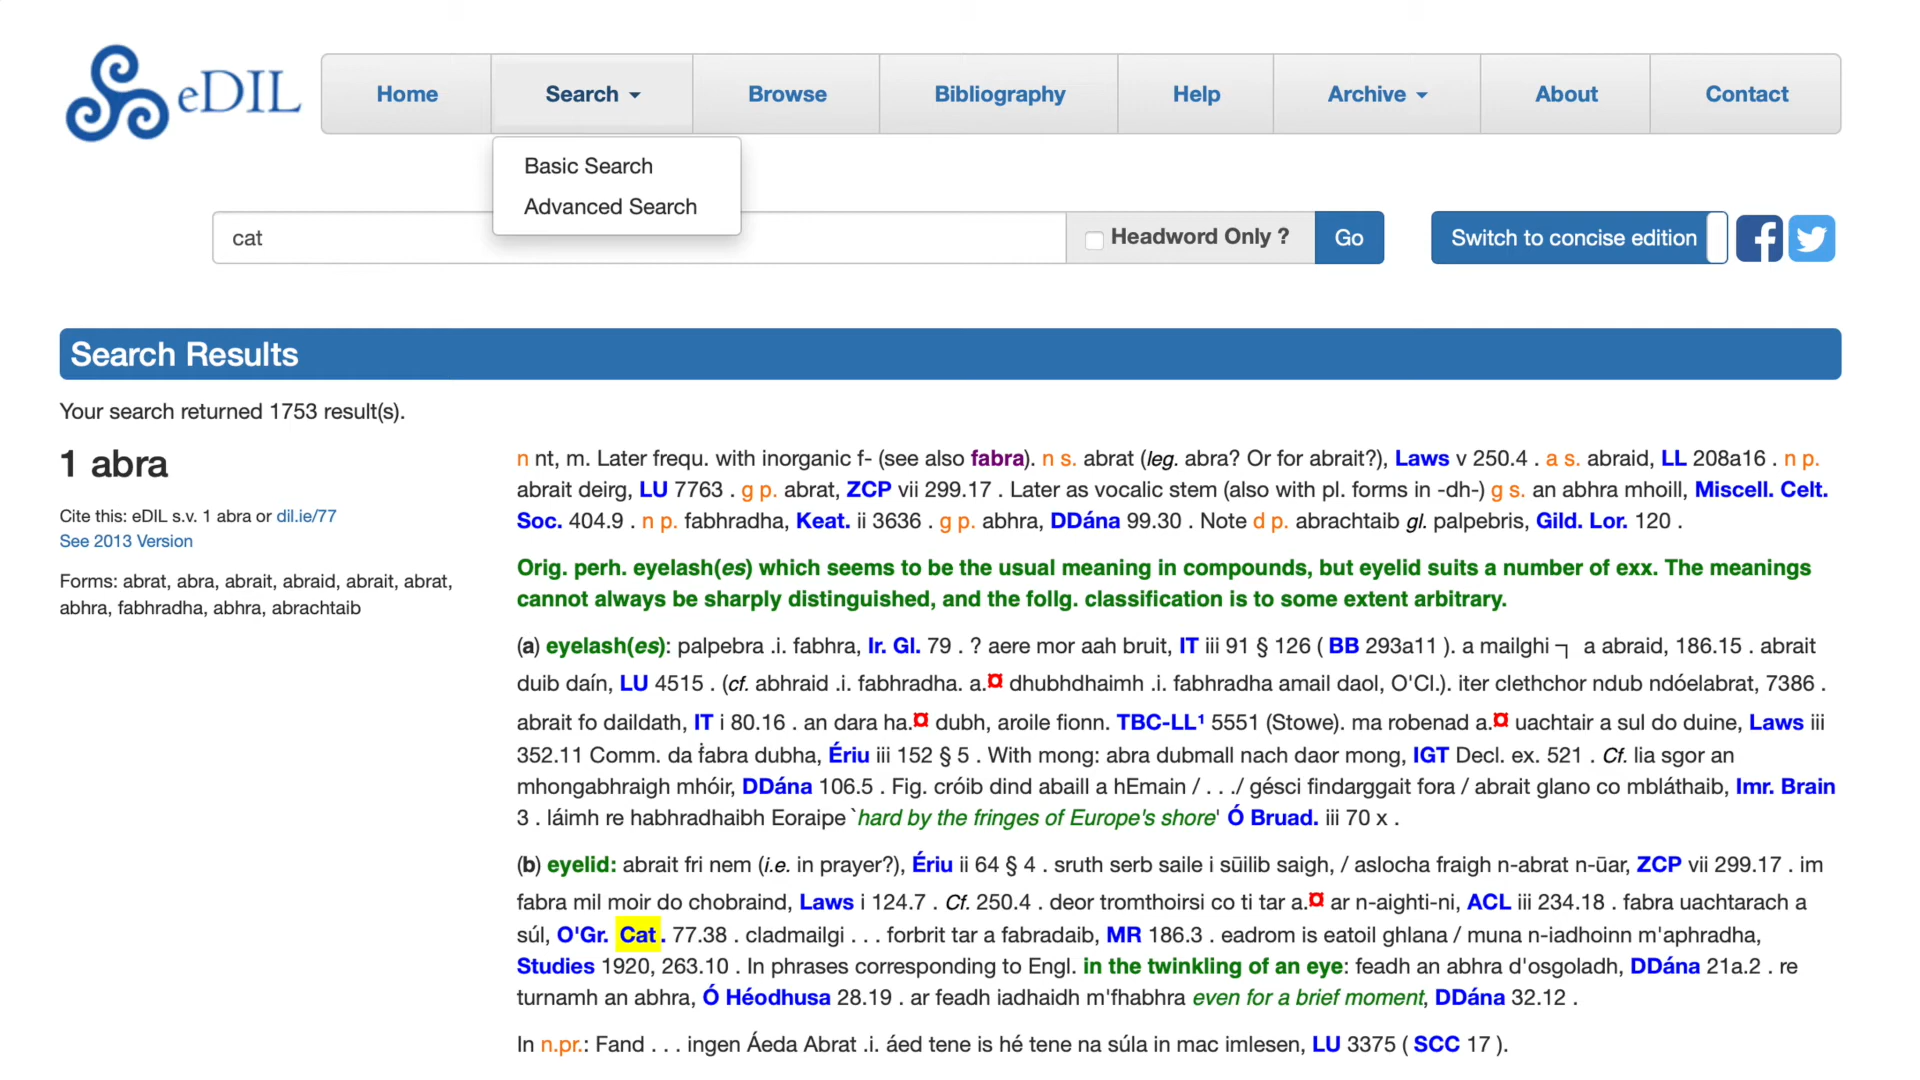 eDIL
Home
Search
Browse
Bibliography
Help
Archive
About
Contact
Basic Search
Advanced Search
cat
Headword Only ?
Go
Switch to concise edition
Search Results
Your search returned 1753 result(s).
1 abra
Cite this: eDIL s.v. 1 abra or dil.ie/77
See 2013 Version
Forms: abrat, abra, abrait, abraid, abrait, abrat,
abhra, fabhradha, abhra, abrachtaib
n nt, m. Later frequ. with inorganic f- (see also fabra). n s. abrat (leg. abra? Or for abrait?), Laws v 250.4 . a s. abraid, LL 208a16 . n p.
abrait deirg, LU 7763 . g p. abrat, ZCP vii 299.17 . Later as vocalic stem (also with pl. forms in -dh-) g s. an abhra mhoill, Miscell. Celt.
Soc. 404.9 . n p. fabhradha, Keat. ii 3636 . g p. abhra, DDána 99.30 . Note d p. abrachtaib gl. palpebris, Gild. Lor. 120 .
Orig. perh. eyelash(es) which seems to be the usual meaning in compounds, but eyelid suits a number of exx. The meanings
cannot always be sharply distinguished, and the follg. classification is to some extent arbitrary.
(a) eyelash(es): palpebra .i. fabhra, Ir. Gl. 79 . ? aere mor aah bruit, IT iii 91 § 126 ( BB 293a11 ). a mailghi ┐ a abraid, 186.15 . abrait
duib daín, LU 4515 . (cf. abhraid .i. fabhradha. a.¤ dhubhdhaimh .i. fabhradha amail daol, O'Cl.). iter clethchor ndub ndóelabrat, 7386 .
abrait fo daildath, IT i 80.16 . an dara ha.¤ dubh, aroile fionn. TBC-LL¹ 5551 (Stowe). ma robenad a.¤ uachtair a sul do duine, Laws iii
352.11 Comm. da ḟabra dubha, Ériu iii 152 § 5 . With mong: abra dubmall nach daor mong, IGT Decl. ex. 521 . Cf. lia sgor an
mhongabhraigh mhóir, DDána 106.5 . Fig. cróib dind abaill a hEmain / . . ./ gésci findarggait fora / abrait glano co mbláthaib, Imr. Brain
3 . láimh re habhradhaibh Eoraipe `hard by the fringes of Europe's shore' Ó Bruad. iii 70 x .
(b) eyelid: abrait fri nem (i.e. in prayer?), Ériu ii 64 § 4 . sruth serb saile i sūilib saigh, / aslocha fraigh n-abrat n-ūar, ZCP vii 299.17 . im
fabra mil moir do chobraind, Laws i 124.7 . Cf. 250.4 . deor tromthoirsi co ti tar a.¤ ar n-aighti-ni, ACL iii 234.18 . fabra uachtarach a
súl, O'Gr. Cat . 77.38 . cladmailgi . . . forbrit tar a fabradaib, MR 186.3 . eadrom is eatoil ghlana / muna n-iadhoinn m'aphradha,
Studies 1920, 263.10 . In phrases corresponding to Engl. in the twinkling of an eye: feadh an abhra d'osgoladh, DDána 21a.2 . re
turnamh an abhra, Ó Héodhusa 28.19 . ar feadh iadhaidh m'fhabhra even for a brief moment, DDána 32.12 .
In n.pr.: Fand . . . ingen Áeda Abrat .i. áed tene is hé tene na súla in mac imlesen, LU 3375 ( SCC 17 ).